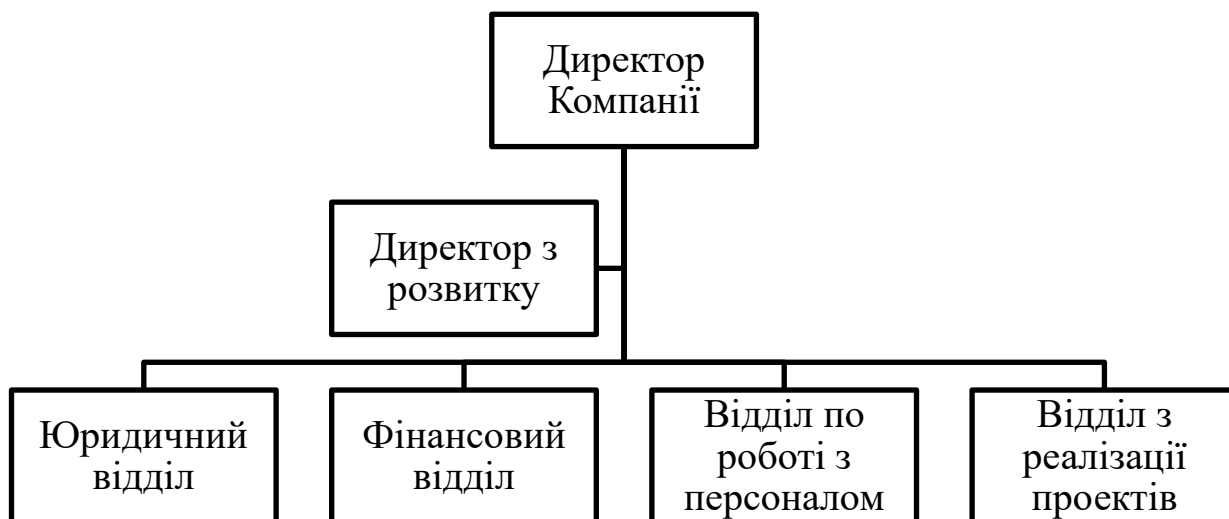 Директор
Компанії
Директор з
розвитку
Юридичний
відділ
Фінансовий
відділ
Відділ по
роботі з
персоналом
Відділ з
реалізації
проектів